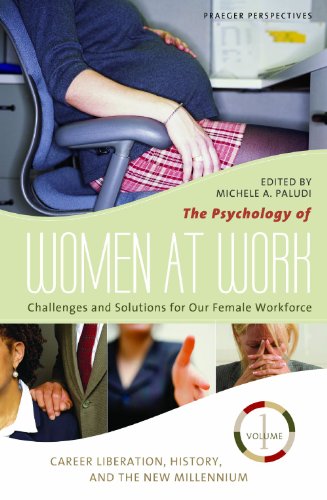 PRAEGER PERSPECTIVES
EDITED BY
MICHELE A. PALUDI
The Psychology of
WOMEN AT WORK
Challenges and Solutions for Our Female Workforce
1
VOLUME
CAREER LIBERATION, HISTORY,
AND THE NEW MILLENNIUM